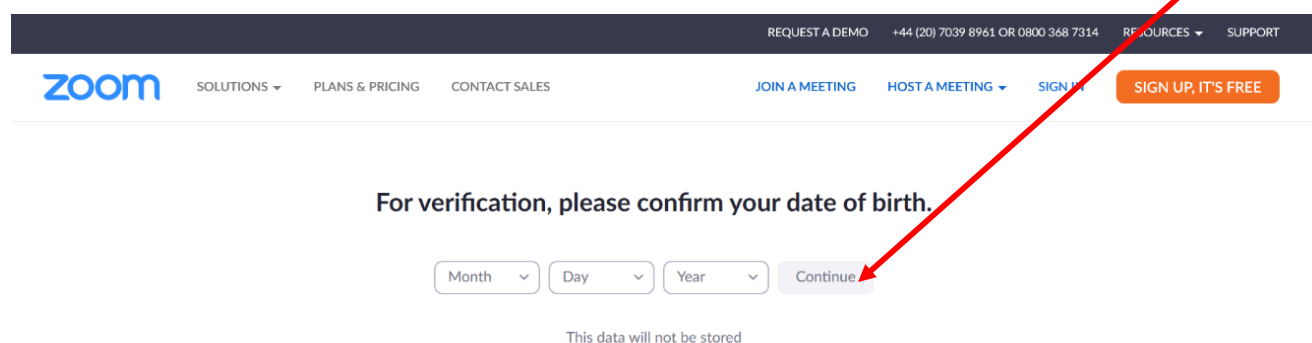 REQUEST A DEMO +44 (20) 7039 8961 OR 0800 368 7314 RESOURCES SUPPORT
zoom SOLUTIONS PLANS & PRICING CONTACT SALES JOIN A MEETING HOST A MEETING SIGN IN SIGN UP, IT'S FREE
For verification, please confirm your date of birth.
Month Day Year Continue
This data will not be stored